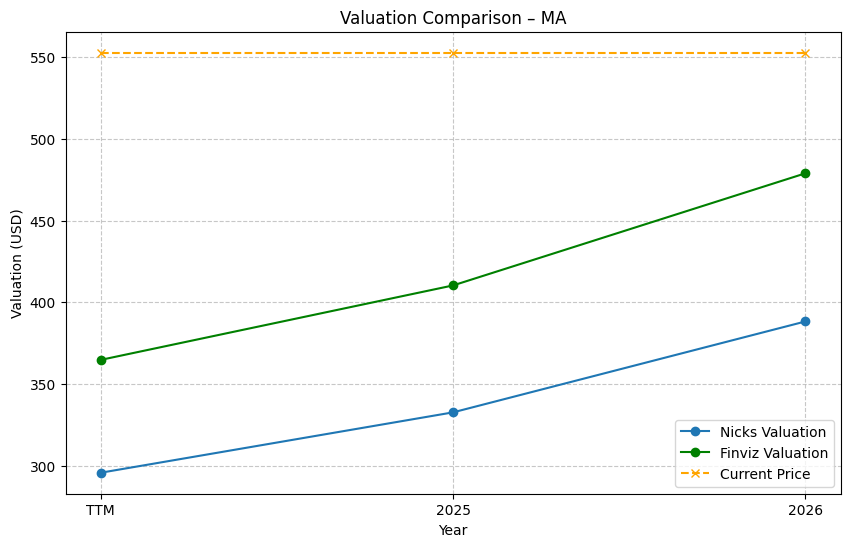 Valuation Comparison – MA
Valuation (USD)
550
500
450
400
350
300
TTM
2025
2026
Year
Nicks Valuation
Finviz Valuation
Current Price